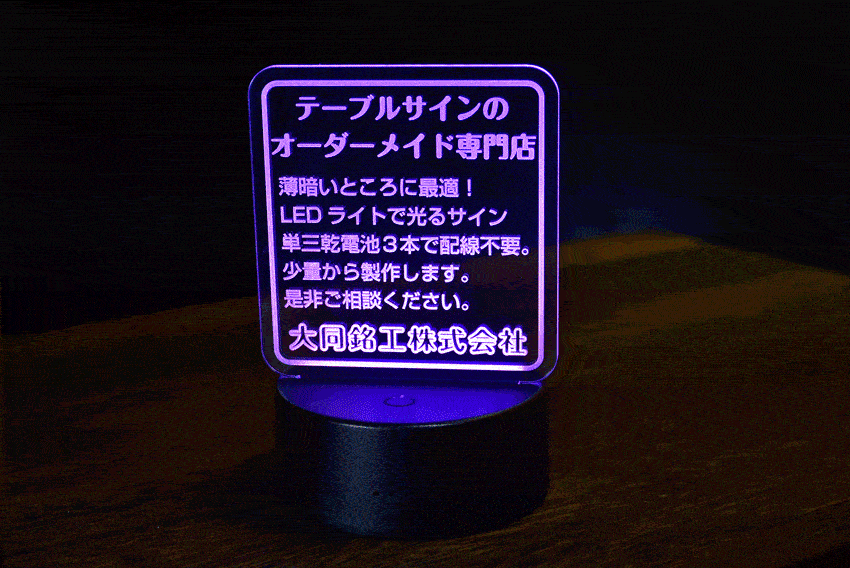 テーブルサインの
オーダーメイド専門店
薄暗いところに最適！
LEDライトで光るサイン
単三乾電池３本で配線不要。
少量から製作します。
是非ご相談ください。
大同銘工株式会社